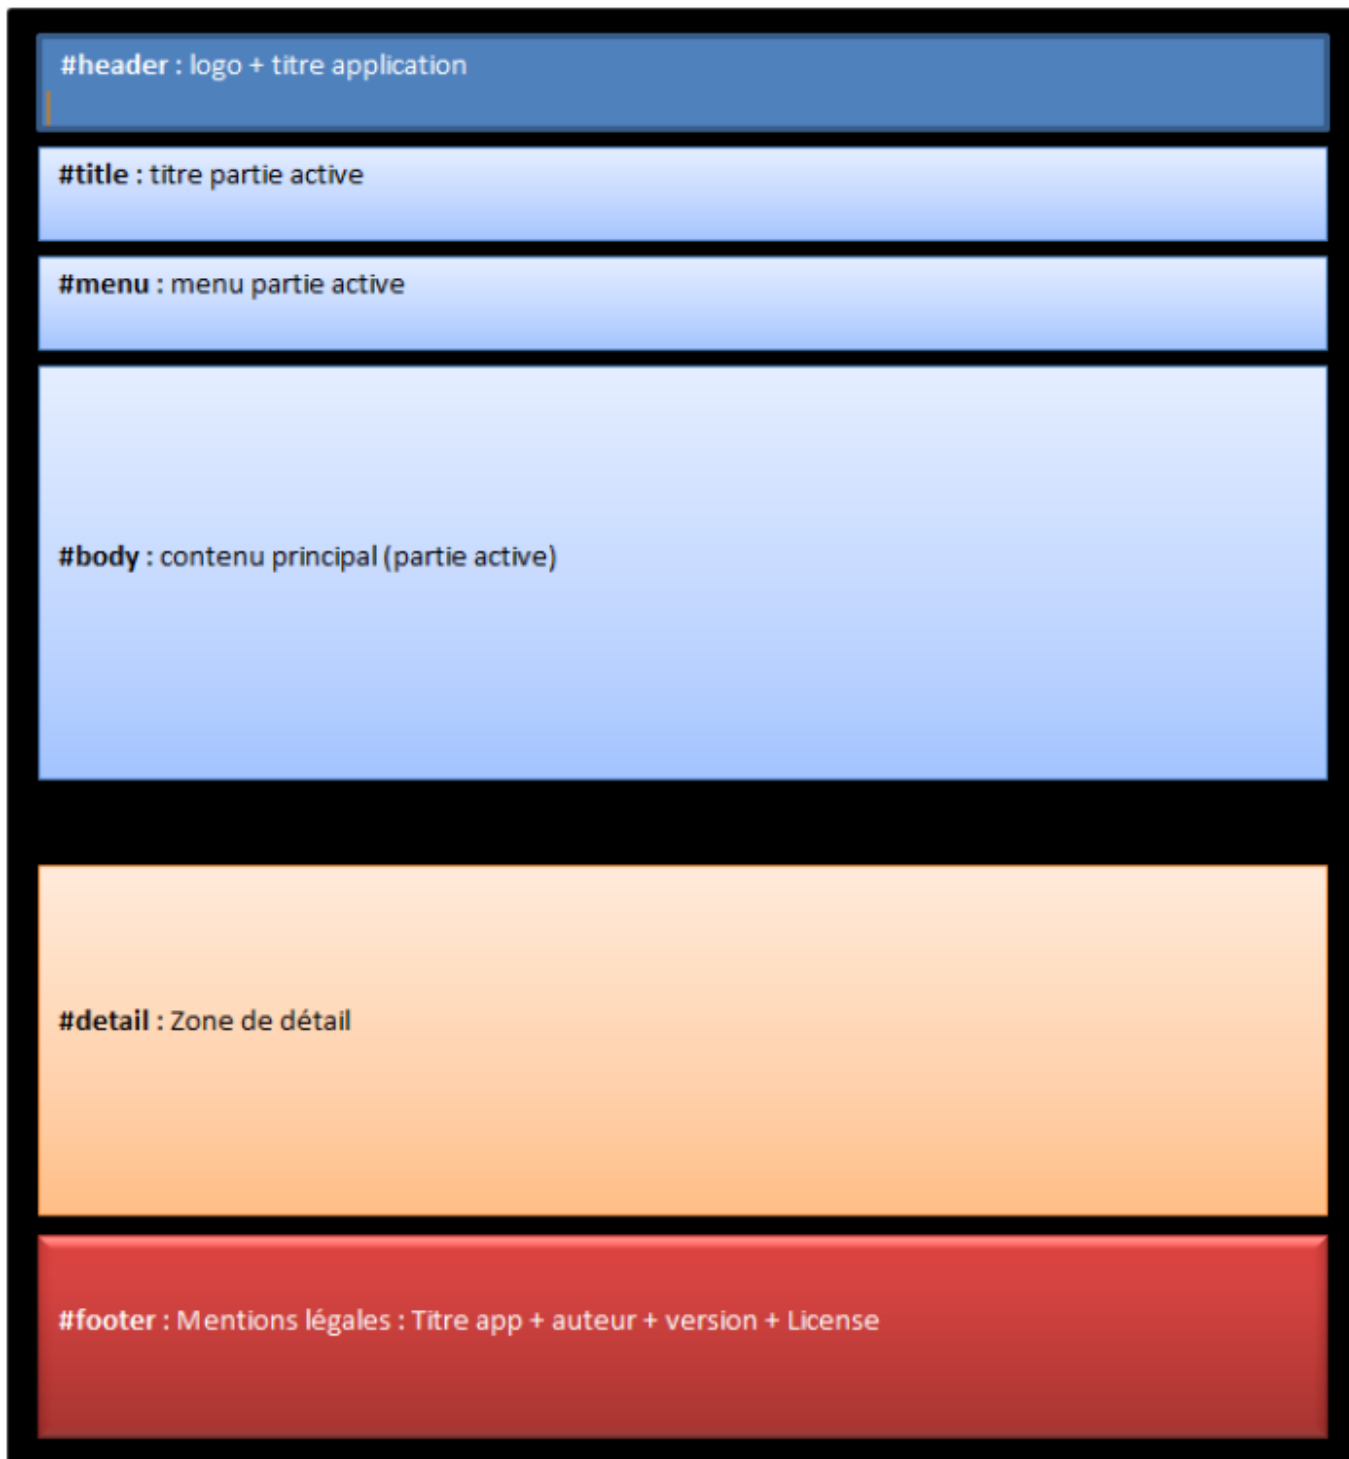 #header : logo + titre application
#title : titre partie active
#menu : menu partie active
#body : contenu principal (partie active)
#detail : Zone de détail
#footer : Mentions légales : Titre app + auteur + version + License